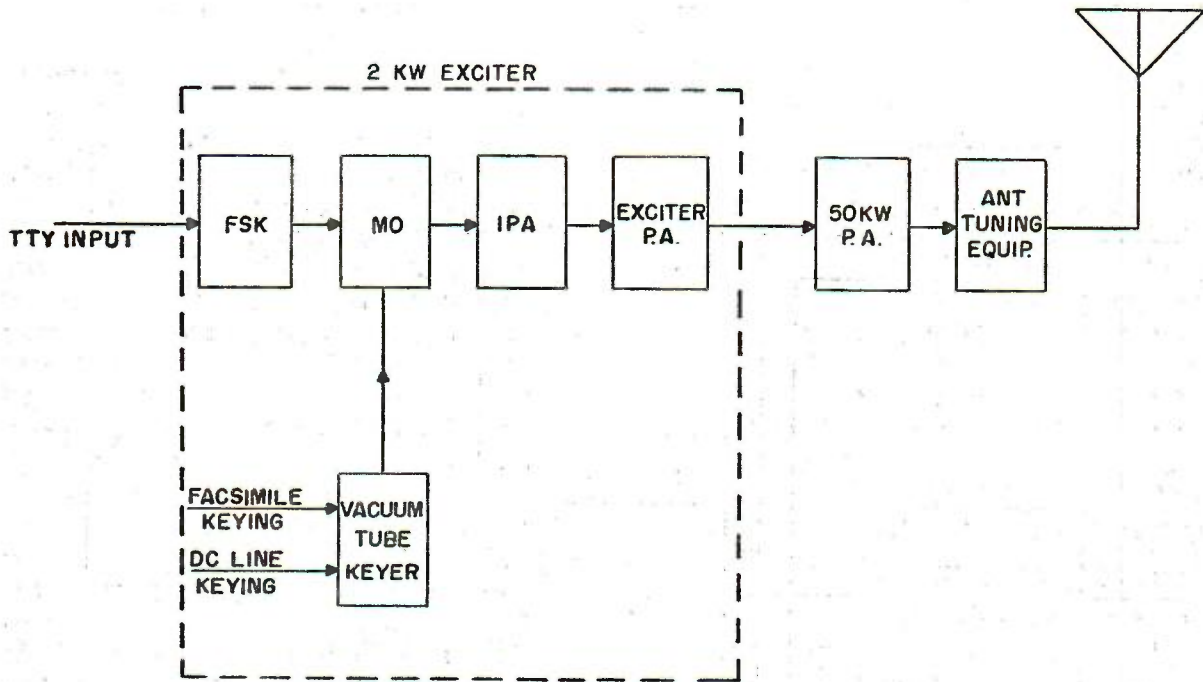 2 KW EXCITER
TTY INPUT
FSK
MO
IPA
EXCITER
P.A.
50KW
P.A.
ANT
TUNING
EQUIP.
FACSIMILE
KEYING
DC LINE
KEYING
VACUUM
TUBE
KEYER